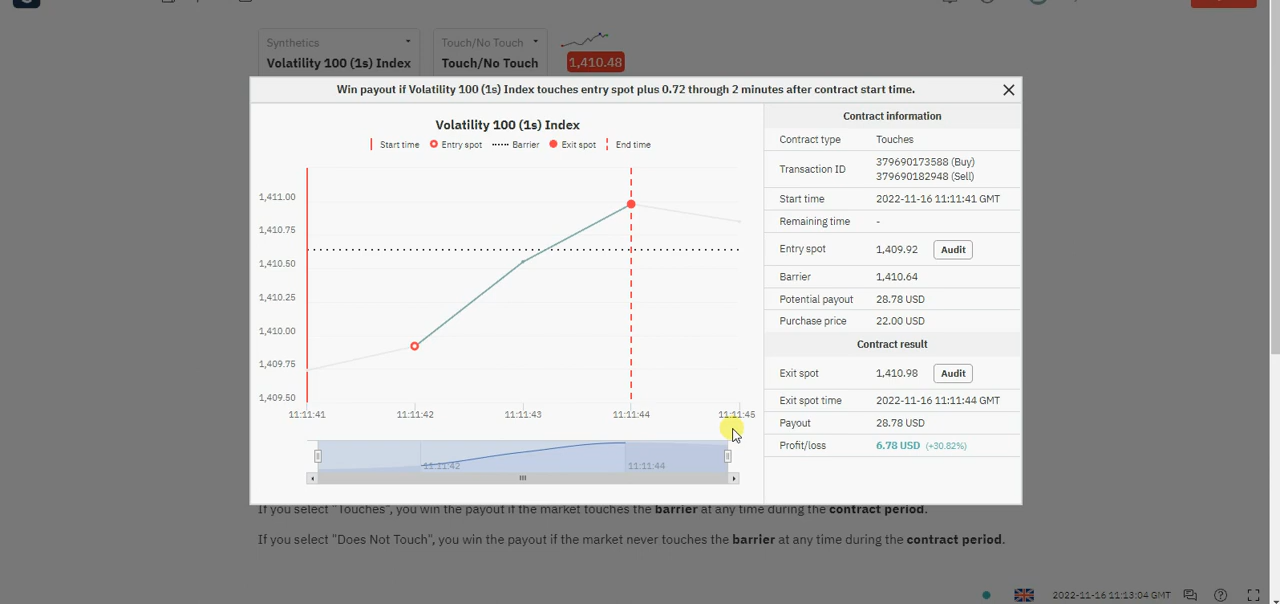 Synthetics
Volatility 100 (1s) Index
Touch/No Touch
Touch/No Touch
1,410.48
Win payout if Volatility 100 (1s) Index touches entry spot plus 0.72 through 2 minutes after contract start time.
Volatility 100 (1s) Index
Start time Entry spot Barrier Exit spot End time
1,411.00
1,410.75
1,410.50
1,410.25
1,410.00
1,409.75
1,409.50
11:11:41 11:11:42 11:11:43 11:11:44 11:11:45
11:11:42 11:11:44
Contract information
Contract type Touches
Transaction ID 379690173588 (Buy)
379690182948 (Sell)
Start time 2022-11-16 11:11:41 GMT
Remaining time -
Entry spot 1,409.92 Audit
Barrier 1,410.64
Potential payout 28.78 USD
Purchase price 22.00 USD
Contract result
Exit spot 1,410.98 Audit
Exit spot time 2022-11-16 11:11:44 GMT
Payout 28.78 USD
Profit/loss 6.78 USD (+30.82%)
If you select "Touches", you win the payout if the market touches the barrier at any time during the contract period.
If you select "Does Not Touch", you win the payout if the market never touches the barrier at any time during the contract period.
2022-11-16 11:13:04 GMT